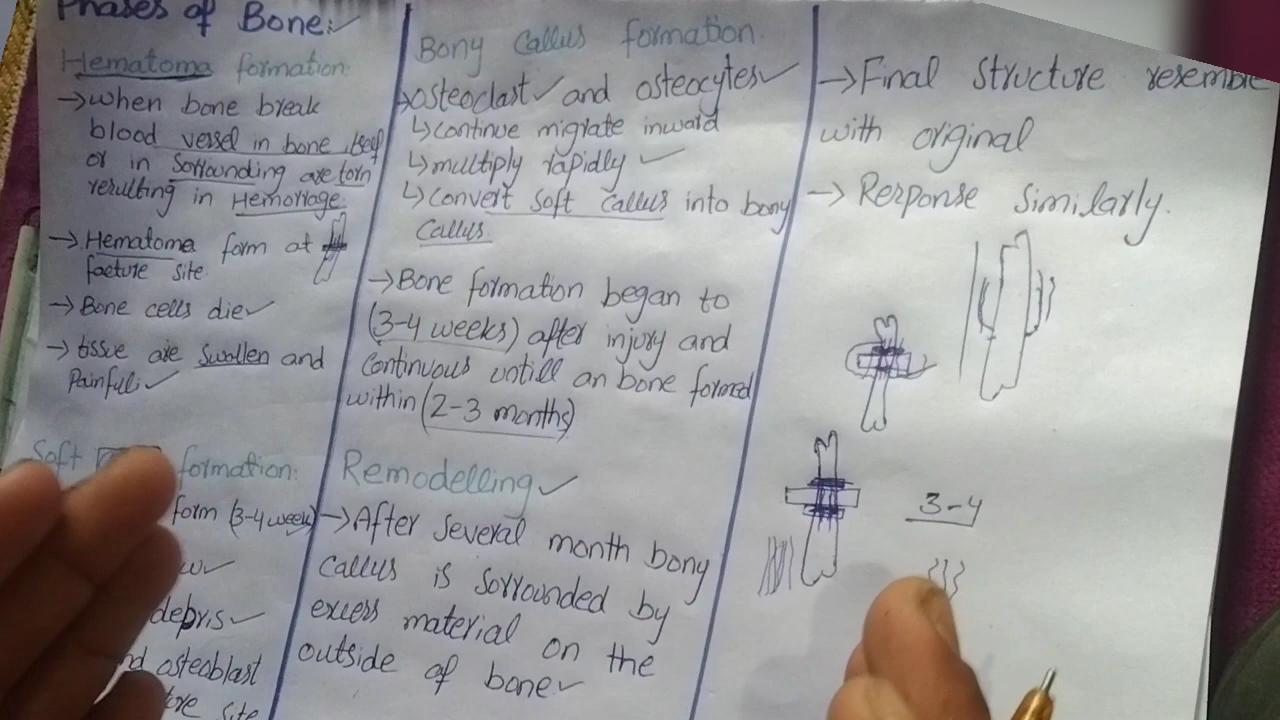 Phases of Bone:
Hematoma formation:
→when bone break
blood vessel in bone itself
or in Sorrounding are torn
resulting in Hemorrage.
→Hematoma form at
facture site
→Bone cells die
→tissue are swollen and
Painful:
Soft formation:
form (3-4 week)
debris
and osteoblast
site
Bony Callus formation.
→osteoclast and osteocytes
↳continue migrate inward
↳multiply rapidly
↳convert soft callus into bony
Callus
→Bone formation began to
(3-4 weeks) after injury and
Continuous untill an bone formed
within (2-3 months)
Remodelling
→After several month bony
callus is sorrounded by
excess material on the
outside of bone
→Final structure resemble
with original
→Response similarly.
3-4